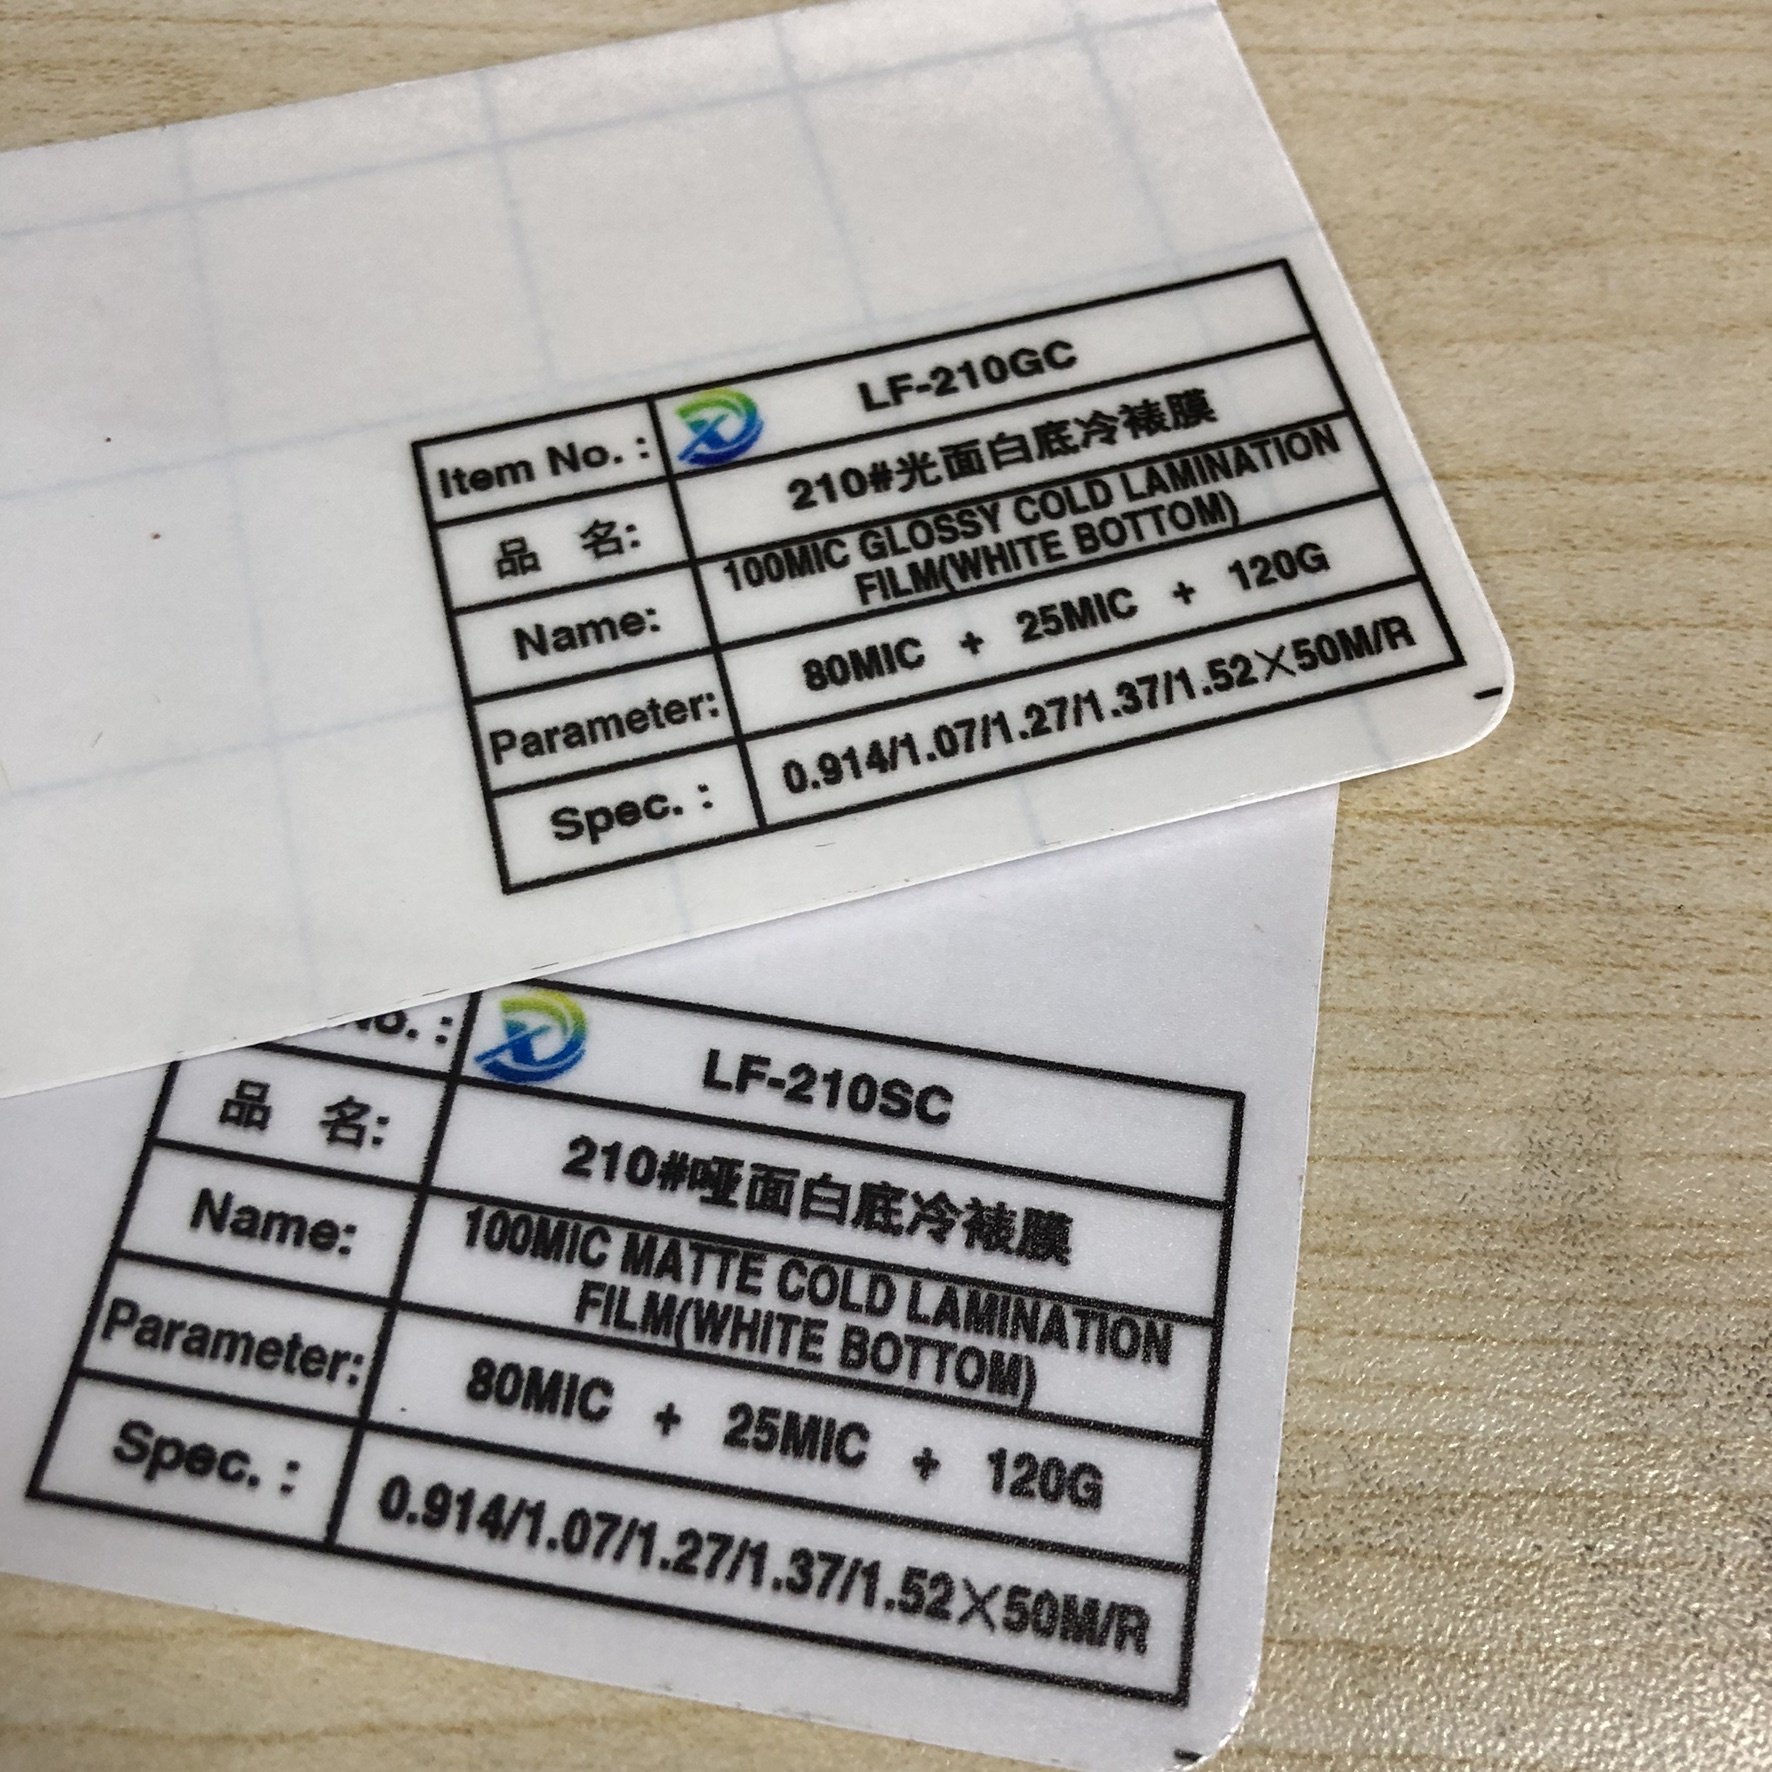 Item No. : LF-210GC
品 名: 210#光面白底冷裱膜
Name: 100MIC GLOSSY COLD LAMINATION
FILM(WHITE BOTTOM)
Parameter: 80MIC + 25MIC + 120G
Spec. : 0.914/1.07/1.27/1.37/1.52×50M/R
No. : LF-210SC
品 名: 210#哑面白底冷裱膜
Name: 100MIC MATTE COLD LAMINATION
FILM(WHITE BOTTOM)
Parameter: 80MIC + 25MIC + 120G
Spec. : 0.914/1.07/1.27/1.37/1.52×50M/R